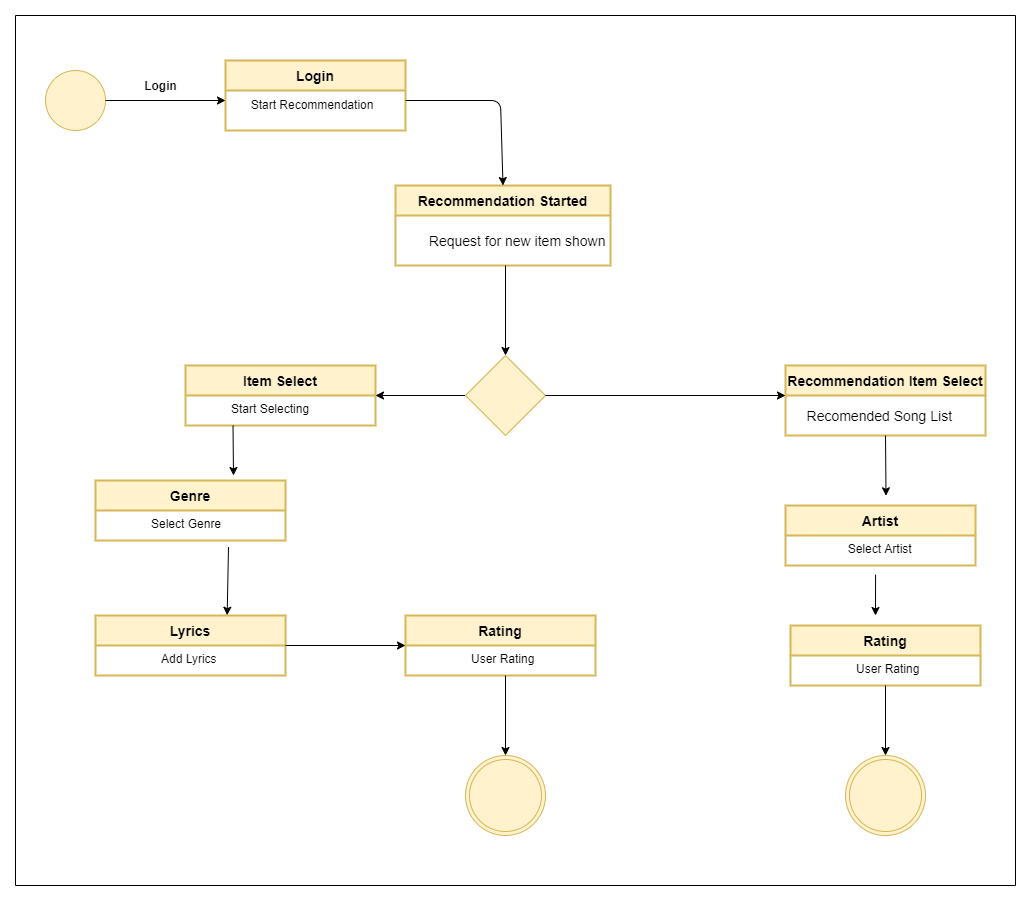 Login
Login
Start Recommendation
Recommendation Started
Request for new item shown
Item Select
Start Selecting
Recommendation Item Select
Recomended Song List
Genre
Select Genre
Artist
Select Artist
Lyrics
Add Lyrics
Rating
User Rating
Rating
User Rating